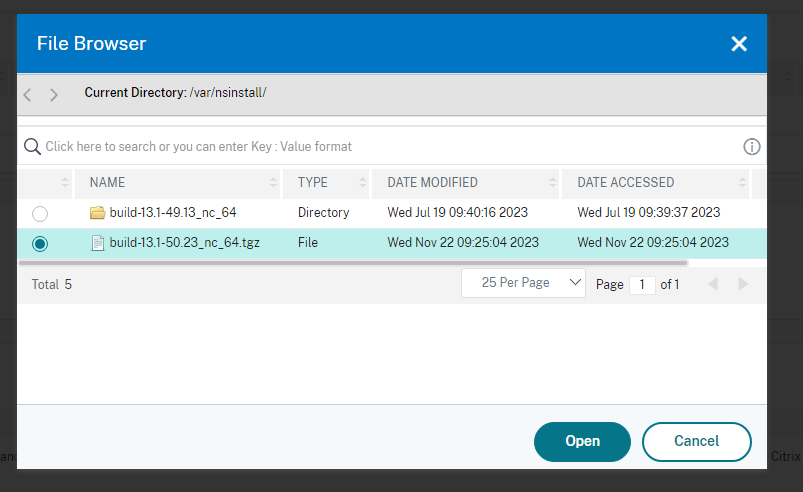 File Browser
Current Directory: /var/nsinstall/
Click here to search or you can enter Key : Value format
NAME TYPE DATE MODIFIED DATE ACCESSED
build-13.1-49.13_nc_64 Directory Wed Jul 19 09:40:16 2023 Wed Jul 19 09:39:37 2023
build-13.1-50.23_nc_64.tgz File Wed Nov 22 09:25:04 2023 Wed Nov 22 09:25:04 2023
Total 5 25 Per Page Page 1 of 1
Open Cancel
Citrix